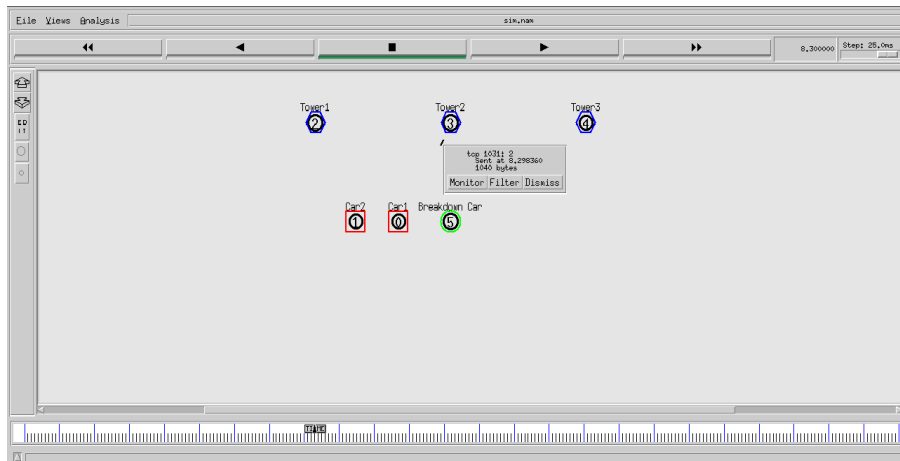 File Views Analysis
sim.nam
8.300000
Step: 25.0ms
ED
IT
Tower1
Tower2
Tower3
2
3
4
tcp 1031: 2
Sent at 8.298360
1040 bytes
Monitor Filter Dismiss
Car2
Car1
Breakdown Car
1
0
5
TIME